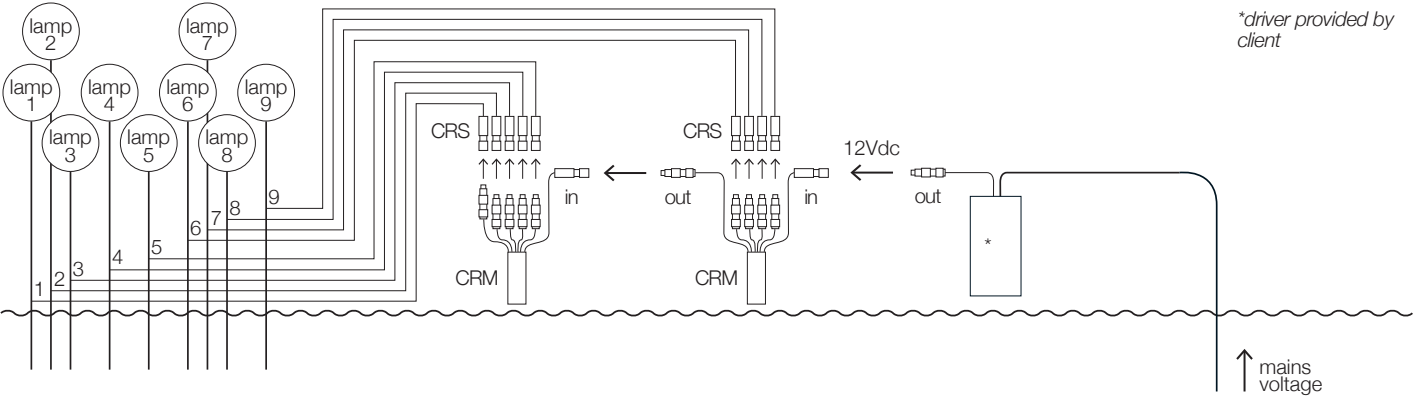 *driver provided by
client
lamp
2
lamp
7
lamp
1
lamp
4
lamp
6
lamp
9
lamp
3
lamp
5
lamp
8
CRS
CRS
12Vdc
in
out
in
out
1
2
3
4
5
6
7
8
9
*
CRM
CRM
mains
voltage